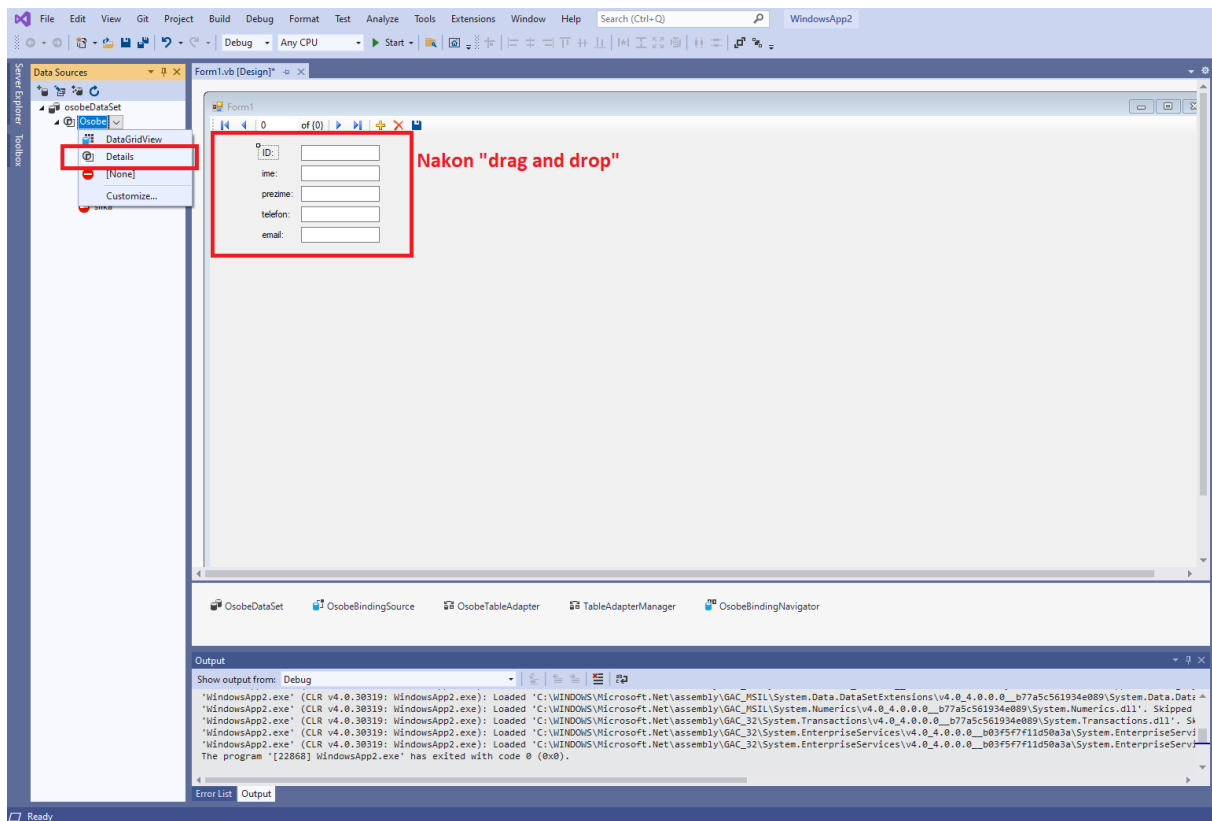 File Edit View Git Project Build Debug Format Test Analyze Tools Extensions Window Help Search (Ctrl+Q) WindowsApp2
Debug Any CPU Start
Server Explorer
Toolbox
Data Sources
osobeDataSet
Osobe
DataGridView
Details
[None]
Customize...
slika
Form1.vb [Design]*
Form1
0 of {0}
ID:
ime:
prezime:
telefon:
email:
Nakon "drag and drop"
OsobeDataSet OsobeBindingSource OsobeTableAdapter TableAdapterManager OsobeBindingNavigator
Output
Show output from: Debug
'WindowsApp2.exe' (CLR v4.0.30319: WindowsApp2.exe): Loaded 'C:\WINDOWS\Microsoft.Net\assembly\GAC_MSIL\System.Data.DataSetExtensions\v4.0_4.0.0.0__b77a5c561934e089\System.Data.Data
'WindowsApp2.exe' (CLR v4.0.30319: WindowsApp2.exe): Loaded 'C:\WINDOWS\Microsoft.Net\assembly\GAC_MSIL\System.Numerics\v4.0_4.0.0.0__b77a5c561934e089\System.Numerics.dll'. Skipped
'WindowsApp2.exe' (CLR v4.0.30319: WindowsApp2.exe): Loaded 'C:\WINDOWS\Microsoft.Net\assembly\GAC_32\System.Transactions\v4.0_4.0.0.0__b77a5c561934e089\System.Transactions.dll'. Sk
'WindowsApp2.exe' (CLR v4.0.30319: WindowsApp2.exe): Loaded 'C:\WINDOWS\Microsoft.Net\assembly\GAC_32\System.EnterpriseServices\v4.0_4.0.0.0__b03f5f7f11d50a3a\System.EnterpriseServi
'WindowsApp2.exe' (CLR v4.0.30319: WindowsApp2.exe): Loaded 'C:\WINDOWS\Microsoft.Net\assembly\GAC_32\System.EnterpriseServices\v4.0_4.0.0.0__b03f5f7f11d50a3a\System.EnterpriseServi
The program '[22868] WindowsApp2.exe' has exited with code 0 (0x0).
Error List Output
Ready